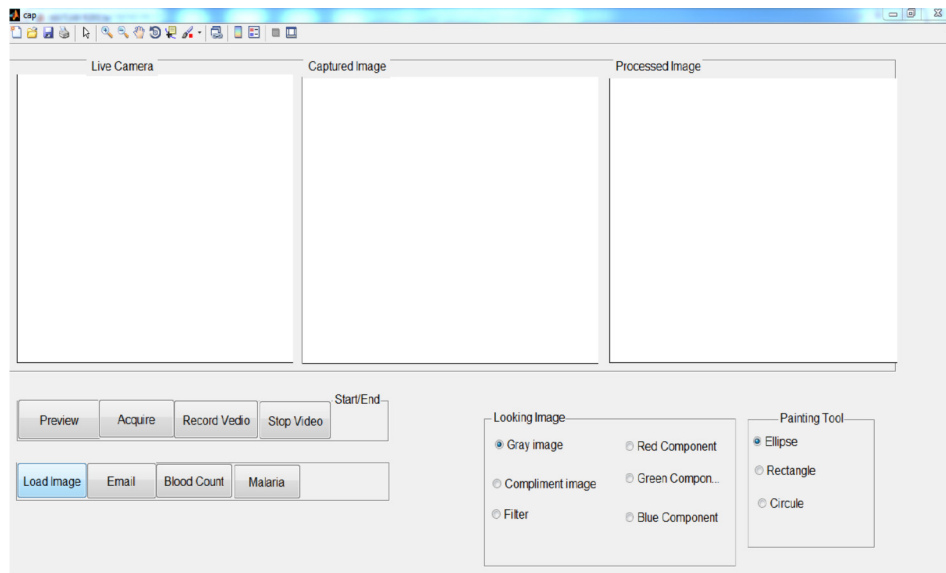 cap
Live Camera
Captured Image
Processed Image
Start/End
Preview
Acquire
Record Vedio
Stop Video
Load Image
Email
Blood Count
Malaria
Looking Image
Gray image
Red Component
Compliment image
Green Compon...
Filter
Blue Component
Painting Tool
Ellipse
Rectangle
Circule